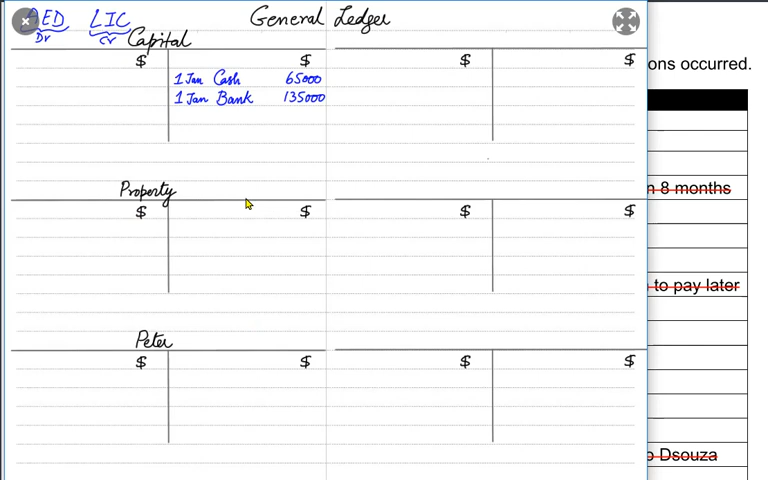 AED LIC General Ledger
Dr Cr Capital
ons occurred.
$ $ $ $
1 Jan Cash 65000
1 Jan Bank 135000
Property
n 8 months
$ $ $ $
to pay later
Peter
$ $ $ $
o Dsouza